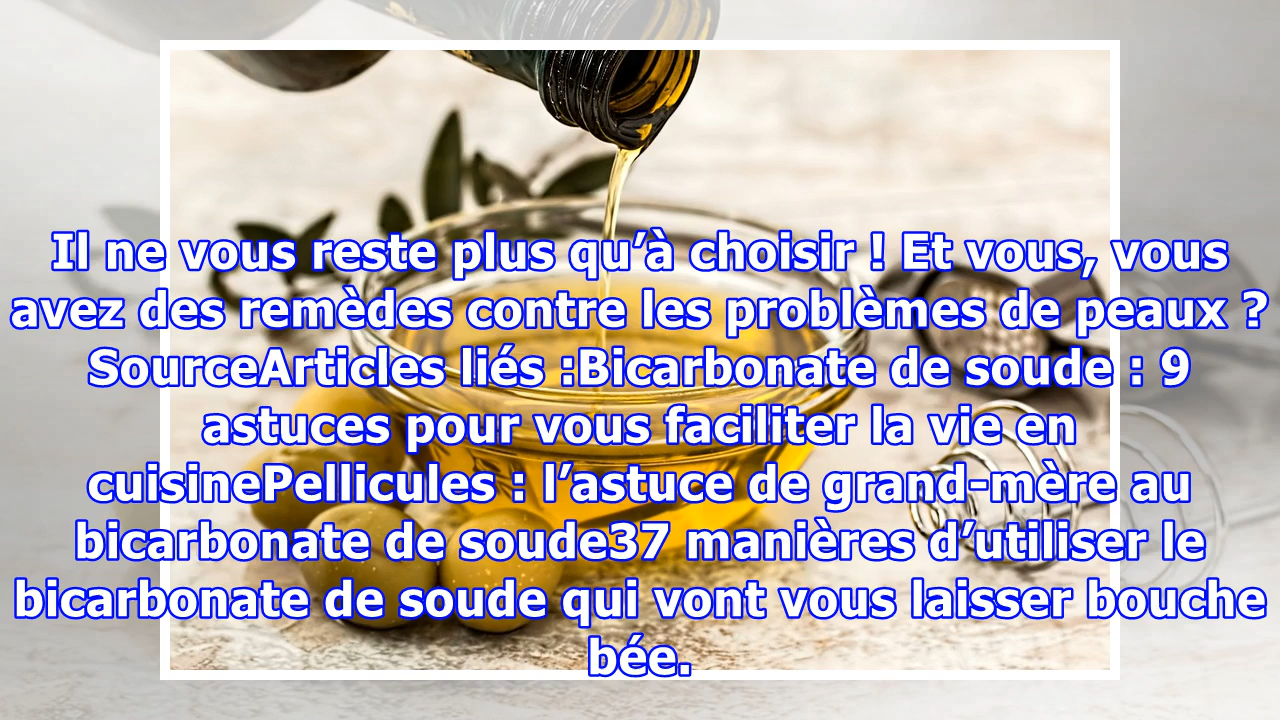 Il ne vous reste plus qu’à choisir ! Et vous, vous
avez des remèdes contre les problèmes de peaux ?
SourceArticles liés :Bicarbonate de soude : 9
astuces pour vous faciliter la vie en
cuisinePellicules : l’astuce de grand-mère au
bicarbonate de soude37 manières d’utiliser le
bicarbonate de soude qui vont vous laisser bouche
bée.